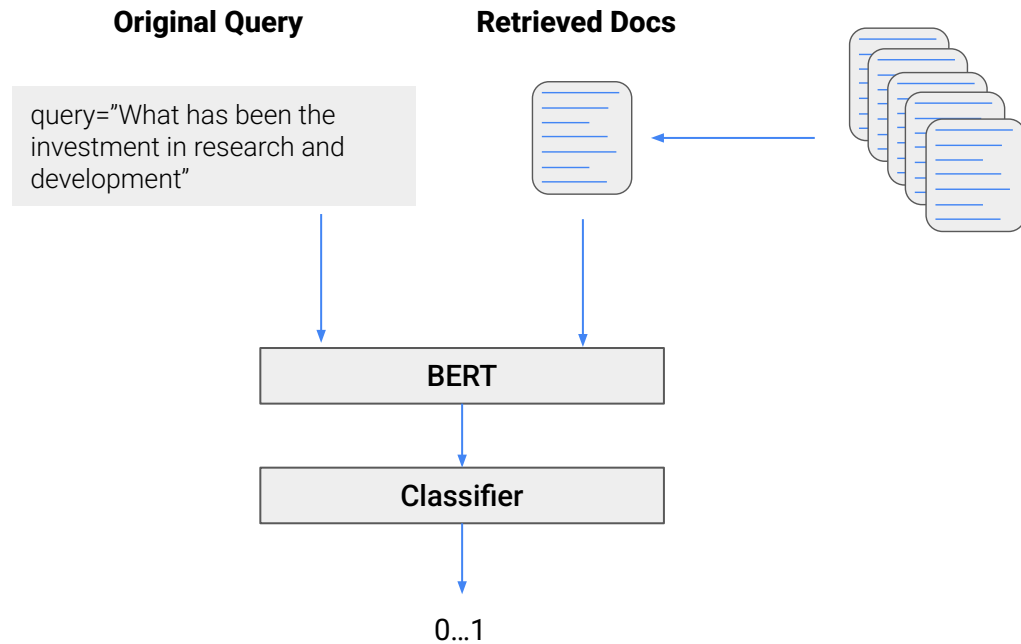 Original Query
Retrieved Docs
query=”What has been the
investment in research and
development”
BERT
Classifier
0…1